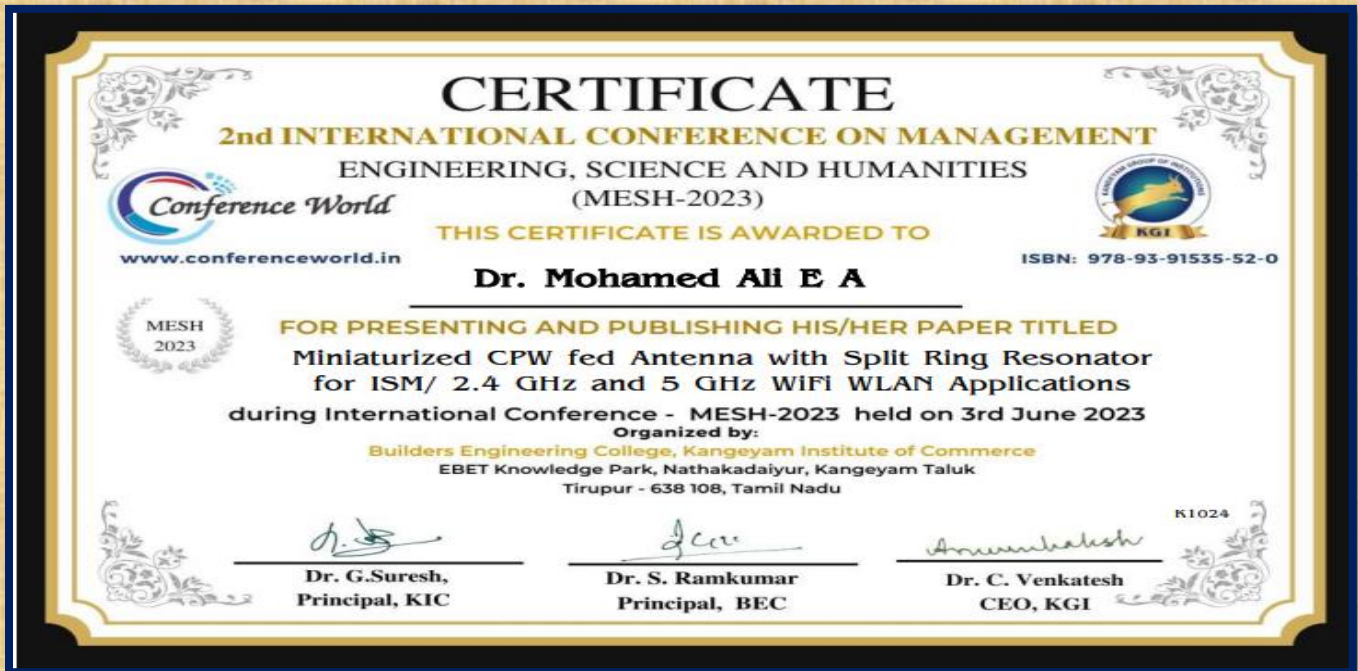 CERTIFICATE
2nd INTERNATIONAL CONFERENCE ON MANAGEMENT
ENGINEERING, SCIENCE AND HUMANITIES
(MESH-2023)
Conference World
www.conferenceworld.in
KANGEYAM GROUP OF INSTITUTIONS
KGI
ISBN: 978-93-91535-52-0
THIS CERTIFICATE IS AWARDED TO
Dr. Mohamed Ali E A
MESH
2023
FOR PRESENTING AND PUBLISHING HIS/HER PAPER TITLED
Miniaturized CPW fed Antenna with Split Ring Resonator
for ISM/ 2.4 GHz and 5 GHz WiFi WLAN Applications
during International Conference - MESH-2023 held on 3rd June 2023
Organized by:
Builders Engineering College, Kangeyam Institute of Commerce
EBET Knowledge Park, Nathakadaiyur, Kangeyam Taluk
Tirupur - 638 108, Tamil Nadu
K1024
Dr. G.Suresh,
Principal, KIC
Dr. S. Ramkumar
Principal, BEC
Dr. C. Venkatesh
CEO, KGI